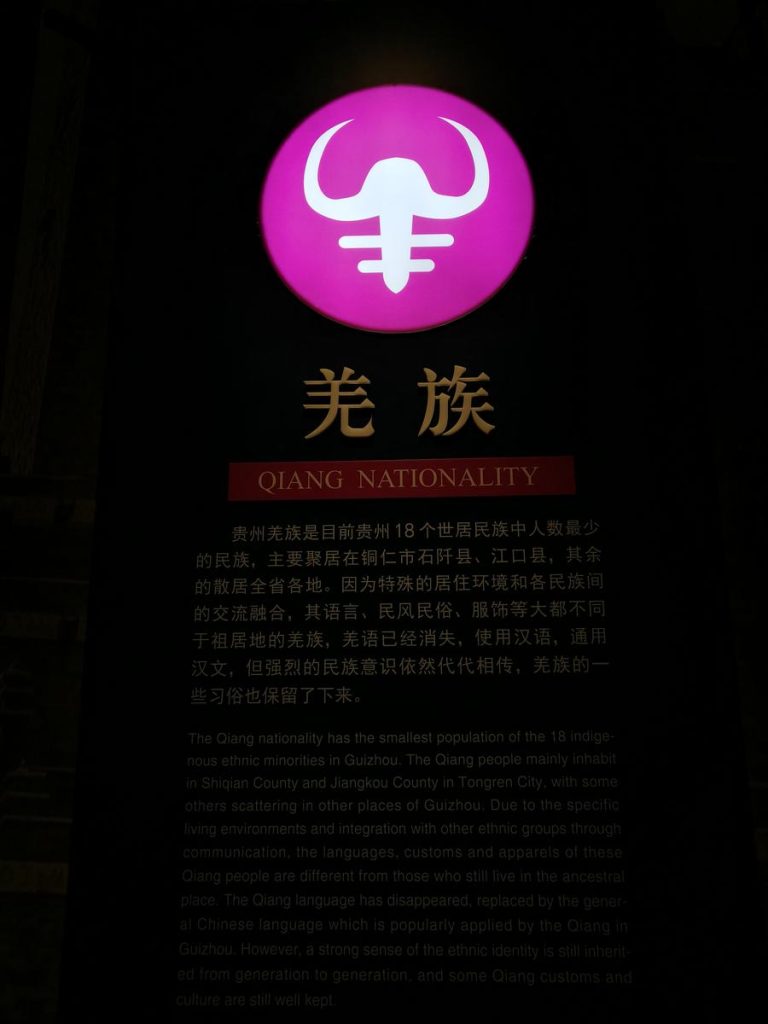 羌族
QIANG NATIONALITY
贵州羌族是目前贵州18个世居民族中人数最少
的民族，主要聚居在铜仁市石阡县、江口县，其余
的散居全省各地。因为特殊的居住环境和各民族间
的交流融合，其语言、民风民俗、服饰等大都不同
于祖居地的羌族，羌语已经消失，使用汉语，通用
汉文，但强烈的民族意识依然代代相传，羌族的一
些习俗也保留了下来。
The Qiang nationality has the smallest population of the 18 indige-
nous ethnic minorities in Guizhou. The Qiang people mainly inhabit
in Shiqian County and Jiangkou County in Tongren City, with some
others scattering in other places of Guizhou. Due to the specific
living environments and integration with other ethnic groups through
communication, the languages, customs and apparels of these
Qiang people are different from those who still live in the ancestral
place. The Qiang language has disappeared, replaced by the gener-
al Chinese language which is popularly applied by the Qiang in
Guizhou. However, a strong sense of the ethnic identity is still inherit-
ed from generation to generation, and some Qiang customs and
culture are still well kept.